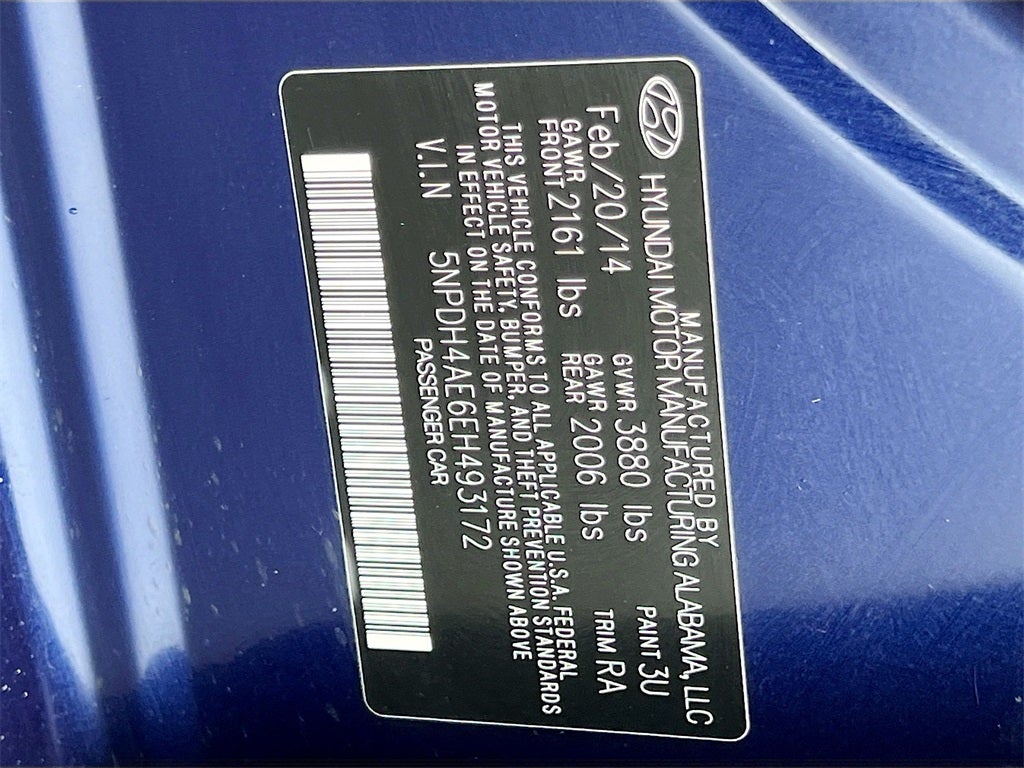 MANUFACTURED BY
HYUNDAI MOTOR MANUFACTURING ALABAMA, LLC
Feb/20/14 GVWR 3880 lbs PAINT 3U
GAWR FRONT 2161 lbs GAWR REAR 2006 lbs TRIM RA
THIS VEHICLE CONFORMS TO ALL APPLICABLE U.S.A. FEDERAL
MOTOR VEHICLE SAFETY, BUMPER, AND THEFT PREVENTION STANDARDS
IN EFFECT ON THE DATE OF MANUFACTURE SHOWN ABOVE
V.I.N 5NPDH4AE6EH493172
PASSENGER CAR